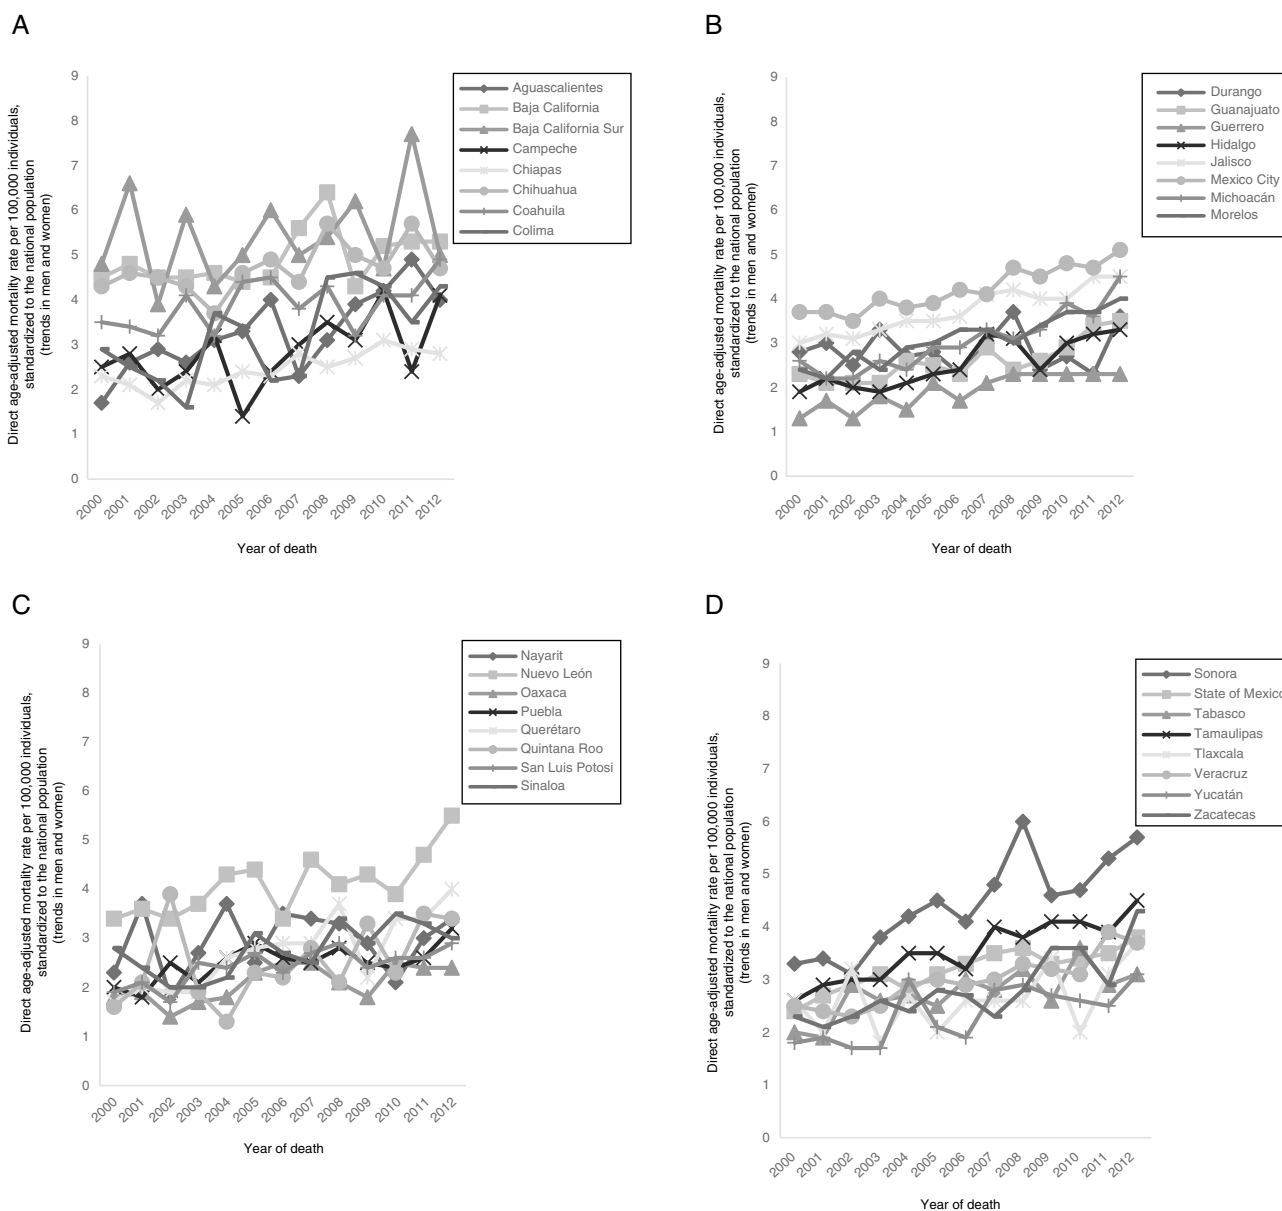 A
Direct age-adjusted mortality rate per 100,000 individuals,
standardized to the national population
(trends in men and women)
9
8
7
6
5
4
3
2
1
0
2000
2001
2002
2003
2004
2005
2006
2007
2008
2009
2010
2011
2012
Year of death
Aguascalientes
Baja California
Baja California Sur
Campeche
Chiapas
Chihuahua
Coahuila
Colima
B
Direct age-adjusted mortality rate per 100,000 individuals,
standardized to the national population
(trends in men and women)
9
8
7
6
5
4
3
2
1
0
2000
2001
2002
2003
2004
2005
2006
2007
2008
2009
2010
2011
2012
Year of death
Durango
Guanajuato
Guerrero
Hidalgo
Jalisco
Mexico City
Michoacán
Morelos
C
Direct age-adjusted mortality rate per 100,000 individuals,
standardized to the national population
(trends in men and women)
9
8
7
6
5
4
3
2
1
0
2000
2001
2002
2003
2004
2005
2006
2007
2008
2009
2010
2011
2012
Year of death
Nayarit
Nuevo León
Oaxaca
Puebla
Querétaro
Quintana Roo
San Luis Potosi
Sinaloa
D
Direct age-adjusted mortality rate per 100,000 individuals,
standardized to the national population
(trends in men and women)
9
8
7
6
5
4
3
2
1
0
2000
2001
2002
2003
2004
2005
2006
2007
2008
2009
2010
2011
2012
Year of death
Sonora
State of Mexico
Tabasco
Tamaulipas
Tlaxcala
Veracruz
Yucatán
Zacatecas